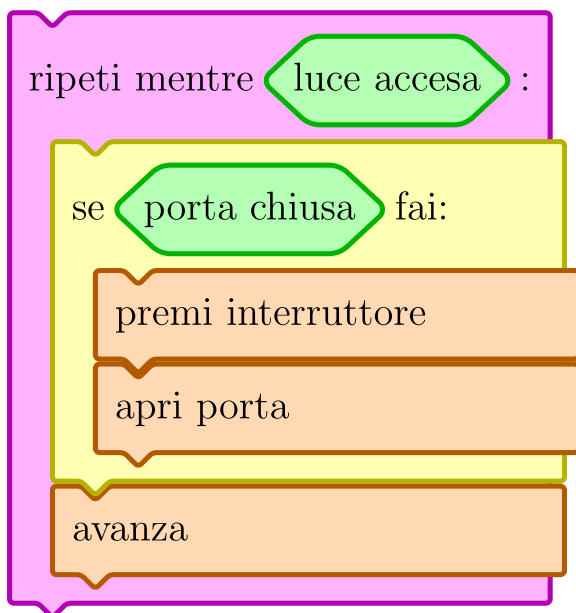 ripeti mentre luce accesa :
se porta chiusa fai:
premi interruttore
apri porta
avanza